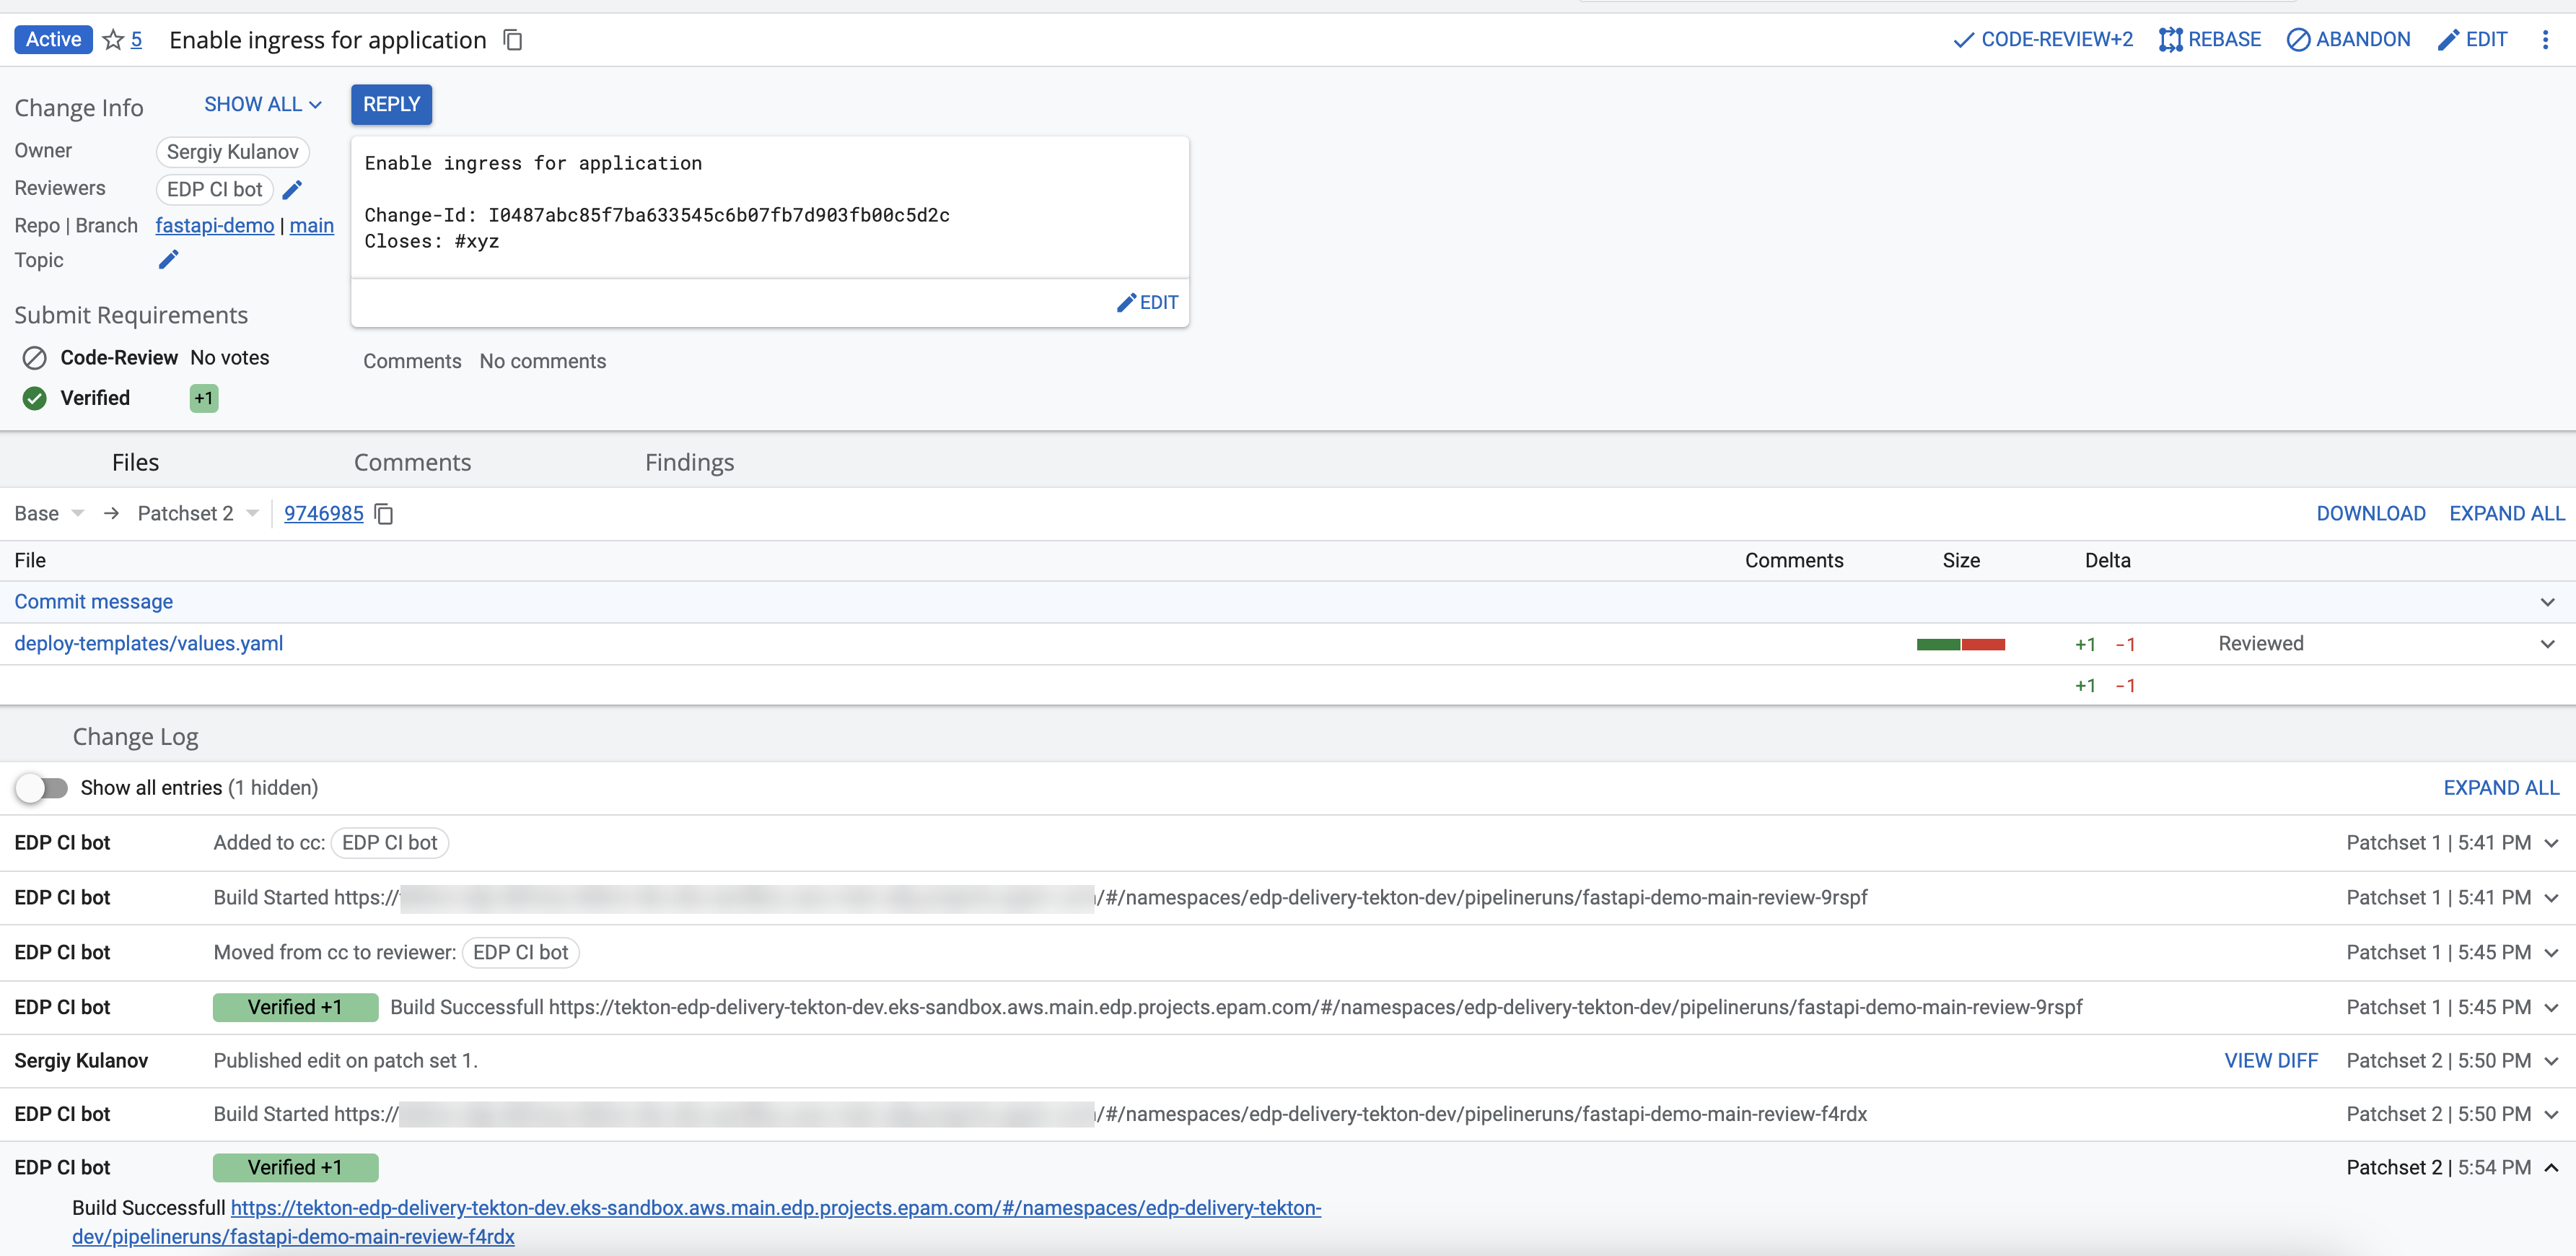 Active 5 Enable ingress for application CODE-REVIEW+2 REBASE ABANDON EDIT
Change Info SHOW ALL REPLY
Owner Sergiy Kulanov
Reviewers EDP CI bot
Repo | Branch fastapi-demo | main
Topic
Enable ingress for application
Change-Id: I0487abc85f7ba633545c6b07fb7d903fb00c5d2c
Closes: #xyz
EDIT
Submit Requirements
Code-Review No votes
Verified +1
Comments No comments
Files Comments Findings
Base → Patchset 2 9746985 DOWNLOAD EXPAND ALL
File Comments Size Delta
Commit message
deploy-templates/values.yaml +1 −1 Reviewed
+1 −1
Change Log
Show all entries (1 hidden) EXPAND ALL
EDP CI bot Added to cc: EDP CI bot Patchset 1 | 5:41 PM
EDP CI bot Build Started https:// /#/namespaces/edp-delivery-tekton-dev/pipelineruns/fastapi-demo-main-review-9rspf Patchset 1 | 5:41 PM
EDP CI bot Moved from cc to reviewer: EDP CI bot Patchset 1 | 5:45 PM
EDP CI bot Verified +1 Build Successfull https://tekton-edp-delivery-tekton-dev.eks-sandbox.aws.main.edp.projects.epam.com/#/namespaces/edp-delivery-tekton-dev/pipelineruns/fastapi-demo-main-review-9rspf Patchset 1 | 5:45 PM
Sergiy Kulanov Published edit on patch set 1. VIEW DIFF Patchset 2 | 5:50 PM
EDP CI bot Build Started https:// /#/namespaces/edp-delivery-tekton-dev/pipelineruns/fastapi-demo-main-review-f4rdx Patchset 2 | 5:50 PM
EDP CI bot Verified +1 Patchset 2 | 5:54 PM
Build Successfull https://tekton-edp-delivery-tekton-dev.eks-sandbox.aws.main.edp.projects.epam.com/#/namespaces/edp-delivery-tekton-
dev/pipelineruns/fastapi-demo-main-review-f4rdx